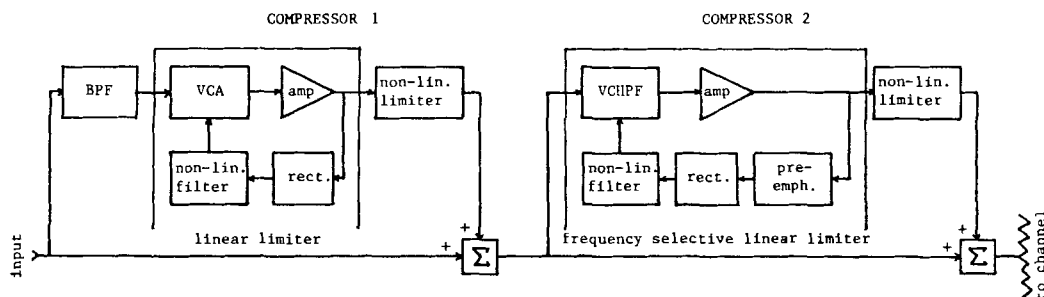 COMPRESSOR 1
COMPRESSOR 2
BPF
VCA
amp
non-lin.
limiter
VCHPF
amp
non-lin.
limiter
non-lin.
filter
rect.
non-lin.
filter
rect.
pre-
emph.
linear limiter
frequency selective linear limiter
input
+
+
Σ
+
+
Σ
to channel